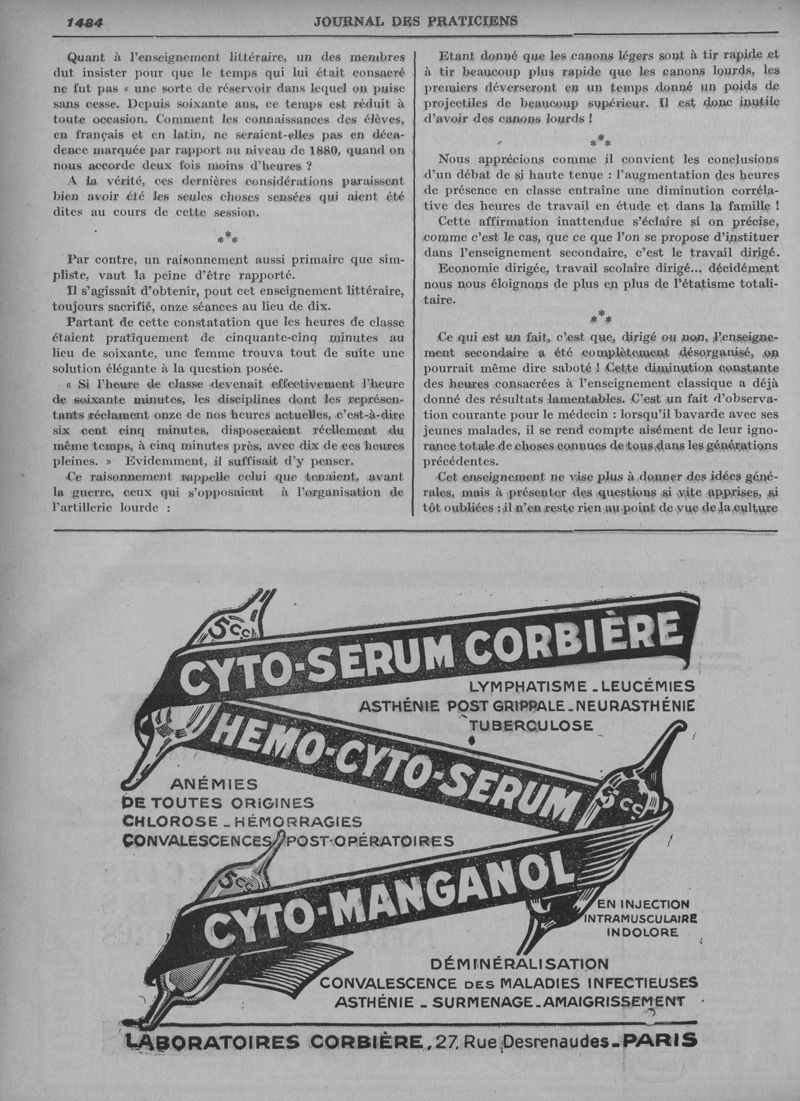 1484
JOURNAL DES PRATICIENS
Quant à l'enseignement littéraire, un des membres
dut insister pour que le temps qui lui était consacré
ne fut pas « une sorte de réservoir dans lequel on puise
sans cesse. Depuis soixante ans, ce temps est réduit à
toute occasion. Comment les connaissances des élèves,
en français et en latin, ne seraient-elles pas en déca-
dence marquée par rapport au niveau de 1880, quand on
nous accorde deux fois moins d'heures ?
A la vérité, ces dernières considérations paraissent
bien avoir été les seules choses sensées qui aient été
dites au cours de cette session.
***
Par contre, un raisonnement aussi primaire que sim-
pliste, vaut la peine d'être rapporté.
Il s'agissait d'obtenir, pout cet enseignement littéraire,
toujours sacrifié, onze séances au lieu de dix.
Partant de cette constatation que les heures de classe
étaient pratiquement de cinquante-cinq minutes au
lieu de soixante, une femme trouva tout de suite une
solution élégante à la question posée.
« Si l'heure de classe devenait effectivement l'heure
de soixante minutes, les disciplines dont les représen-
tants réclament onze de nos heures actuelles, c'est-à-dire
six cent cinq minutes, disposeraient réellement du
même temps, à cinq minutes près, avec dix de ces heures
pleines. » Evidemment, il suffisait d'y penser.
Ce raisonnement rappelle celui que tenaient, avant
la guerre, ceux qui s'opposaient à l'organisation de
l'artillerie lourde :
Etant donné que les canons légers sont à tir rapide et
à tir beaucoup plus rapide que les canons lourds, les
premiers déverseront en un temps donné un poids de
projectiles de beaucoup supérieur. Il est donc inutile
d'avoir des canons lourds !
***
Nous apprécions comme il convient les conclusions
d'un débat de si haute tenue : l'augmentation des heures
de présence en classe entraîne une diminution corréla-
tive des heures de travail en étude et dans la famille !
Cette affirmation inattendue s'éclaire si on précise,
comme c'est le cas, que ce que l'on se propose d'instituer
dans l'enseignement secondaire, c'est le travail dirigé.
Economie dirigée, travail scolaire dirigé... décidément
nous nous éloignons de plus en plus de l'étatisme totali-
taire.
***
Ce qui est un fait, c'est que, dirigé ou non, l'enseigne-
ment secondaire a été complètement désorganisé, on
pourrait même dire saboté ! Cette diminution constante
des heures consacrées à l'enseignement classique a déjà
donné des résultats lamentables. C'est un fait d'observa-
tion courante pour le médecin : lorsqu'il bavarde avec ses
jeunes malades, il se rend compte aisément de leur igno-
rance totale de choses connues de tous dans les générations
précédentes.
Cet enseignement ne vise plus à donner des idées géné-
rales, mais à présenter des questions si vite apprises, si
tôt oubliées : il n'en reste rien au point de vue de la culture
5cc
CYTO-SERUM CORBIÈRE
LYMPHATISME - LEUCÉMIES
ASTHÉNIE POST GRIPPALE - NEURASTHÉNIE
TUBERCULOSE
HEMO-CYTO-SERUM
5cc
ANÉMIES
DE TOUTES ORIGINES
CHLOROSE - HÉMORRAGIES
CONVALESCENCES POST-OPÉRATOIRES
5cc
CYTO-MANGANOL
EN INJECTION
INTRAMUSCULAIRE
INDOLORE
DÉMINÉRALISATION
CONVALESCENCE DES MALADIES INFECTIEUSES
ASTHÉNIE - SURMENAGE - AMAIGRISSEMENT
LABORATOIRES CORBIÈRE, 27, Rue Desrenaudes - PARIS